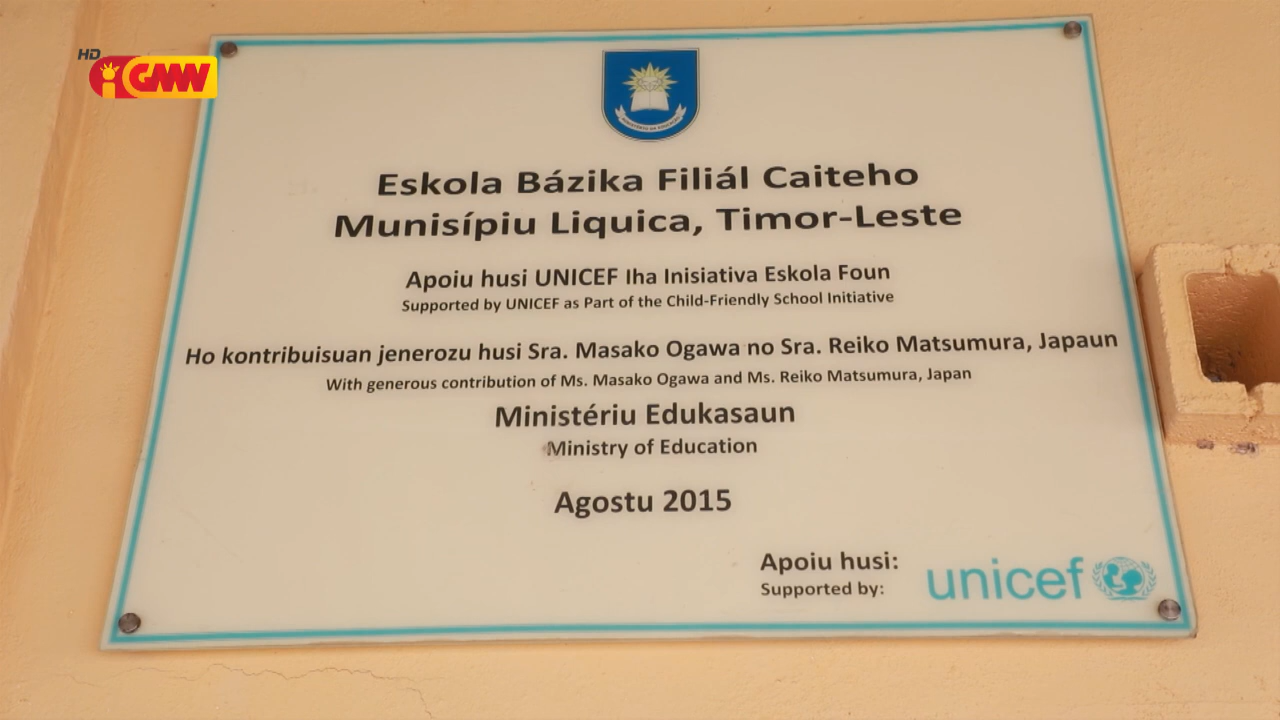 HD
GMN
Eskola Bázika Filiál Caiteho
Munisípiu Liquica, Timor-Leste
Apoiu husi UNICEF Iha Inisiativa Eskola Foun
Supported by UNICEF as Part of the Child-Friendly School Initiative
Ho kontribuisuan jenerozu husi Sra. Masako Ogawa no Sra. Reiko Matsumura, Japaun
With generous contribution of Ms. Masako Ogawa and Ms. Reiko Matsumura, Japan
Ministériu Edukasaun
Ministry of Education
Agostu 2015
Apoiu husi:
Supported by:
unicef